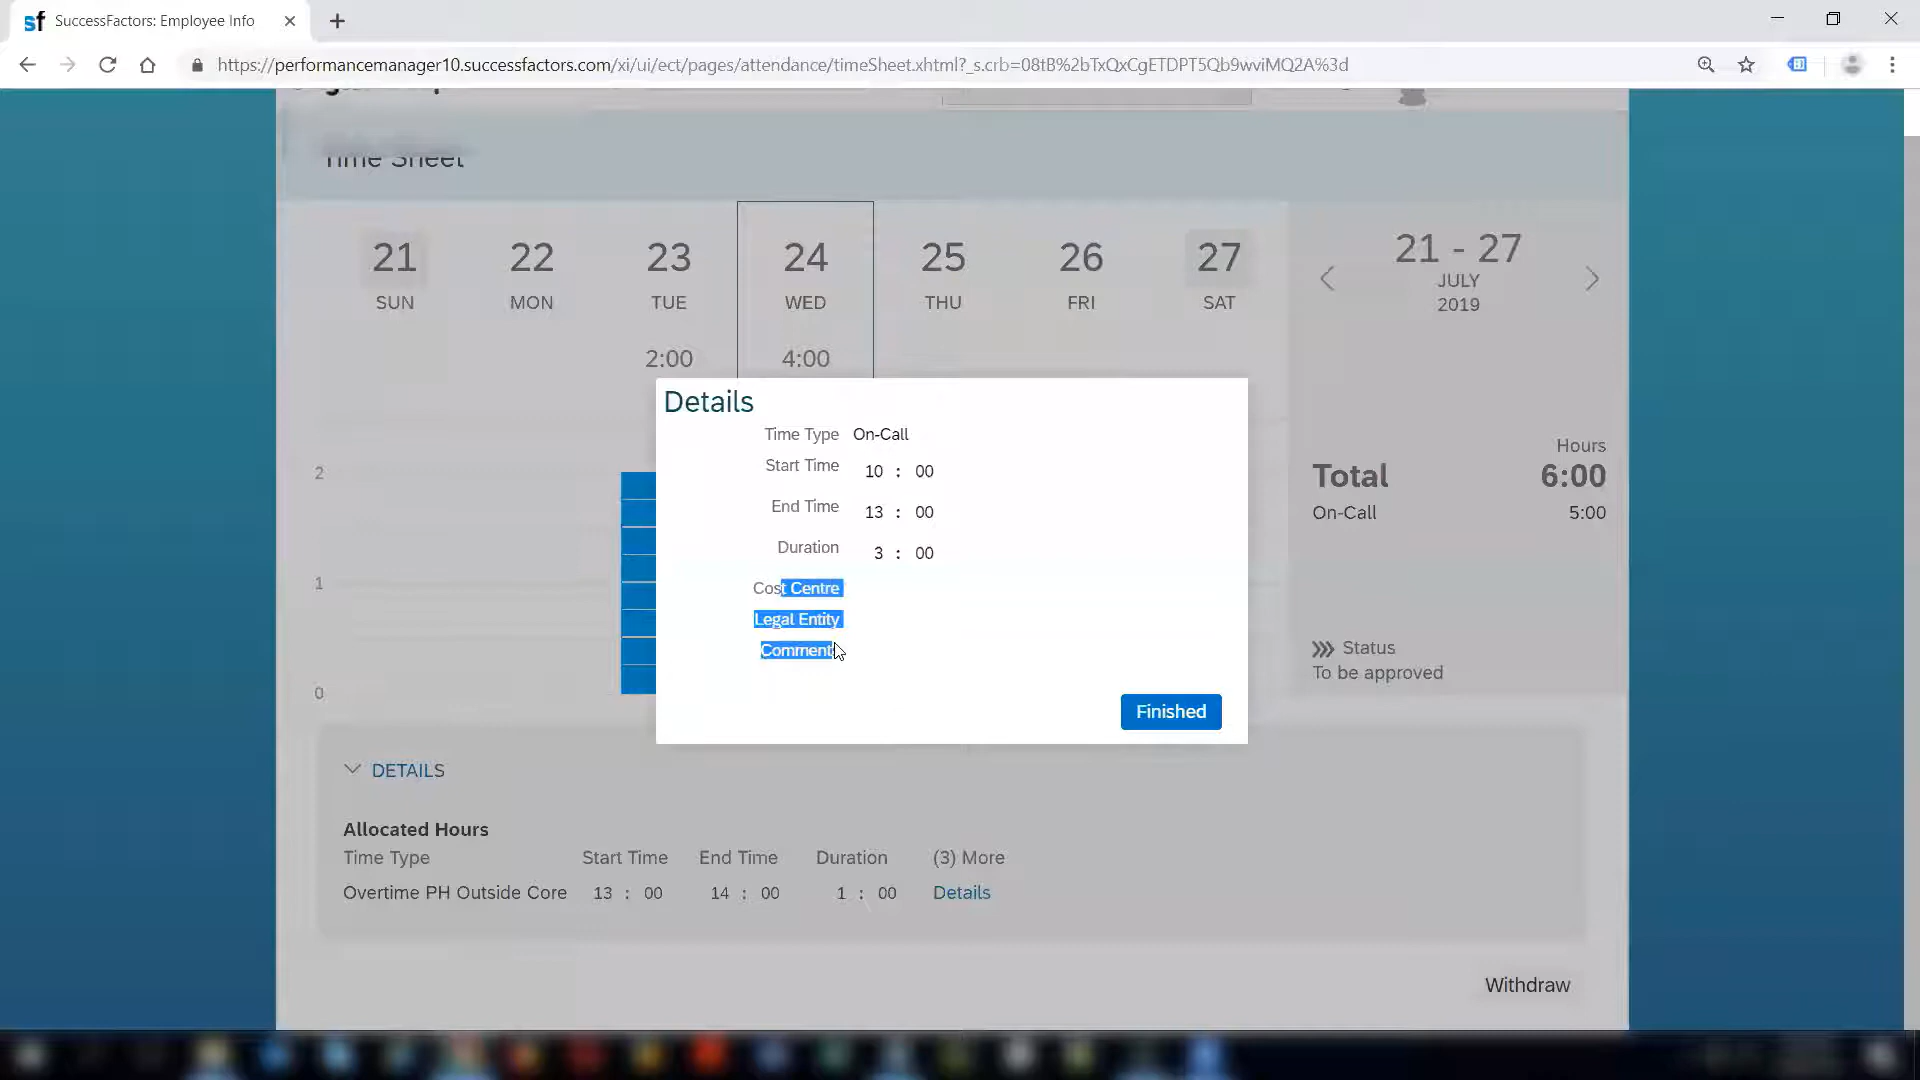 sf SuccessFactors: Employee Info
https://performancemanager10.successfactors.com/xi/ui/ect/pages/attendance/timeSheet.xhtml?_s.crb=08tB%2bTxQxCgETDPT5Qb9wviMQ2A%3d
Time Sheet
21 22 23 24 25 26 27
SUN MON TUE WED THU FRI SAT
2:00 4:00
21 - 27
JULY
2019
Details
Time Type On-Call
Start Time 10 : 00
End Time 13 : 00
Duration 3 : 00
Cost Centre
Legal Entity
Comments
Finished
2
1
0
Hours
Total 6:00
On-Call 5:00
Status
To be approved
DETAILS
Allocated Hours
Time Type Start Time End Time Duration (3) More
Overtime PH Outside Core 13 : 00 14 : 00 1 : 00 Details
Withdraw